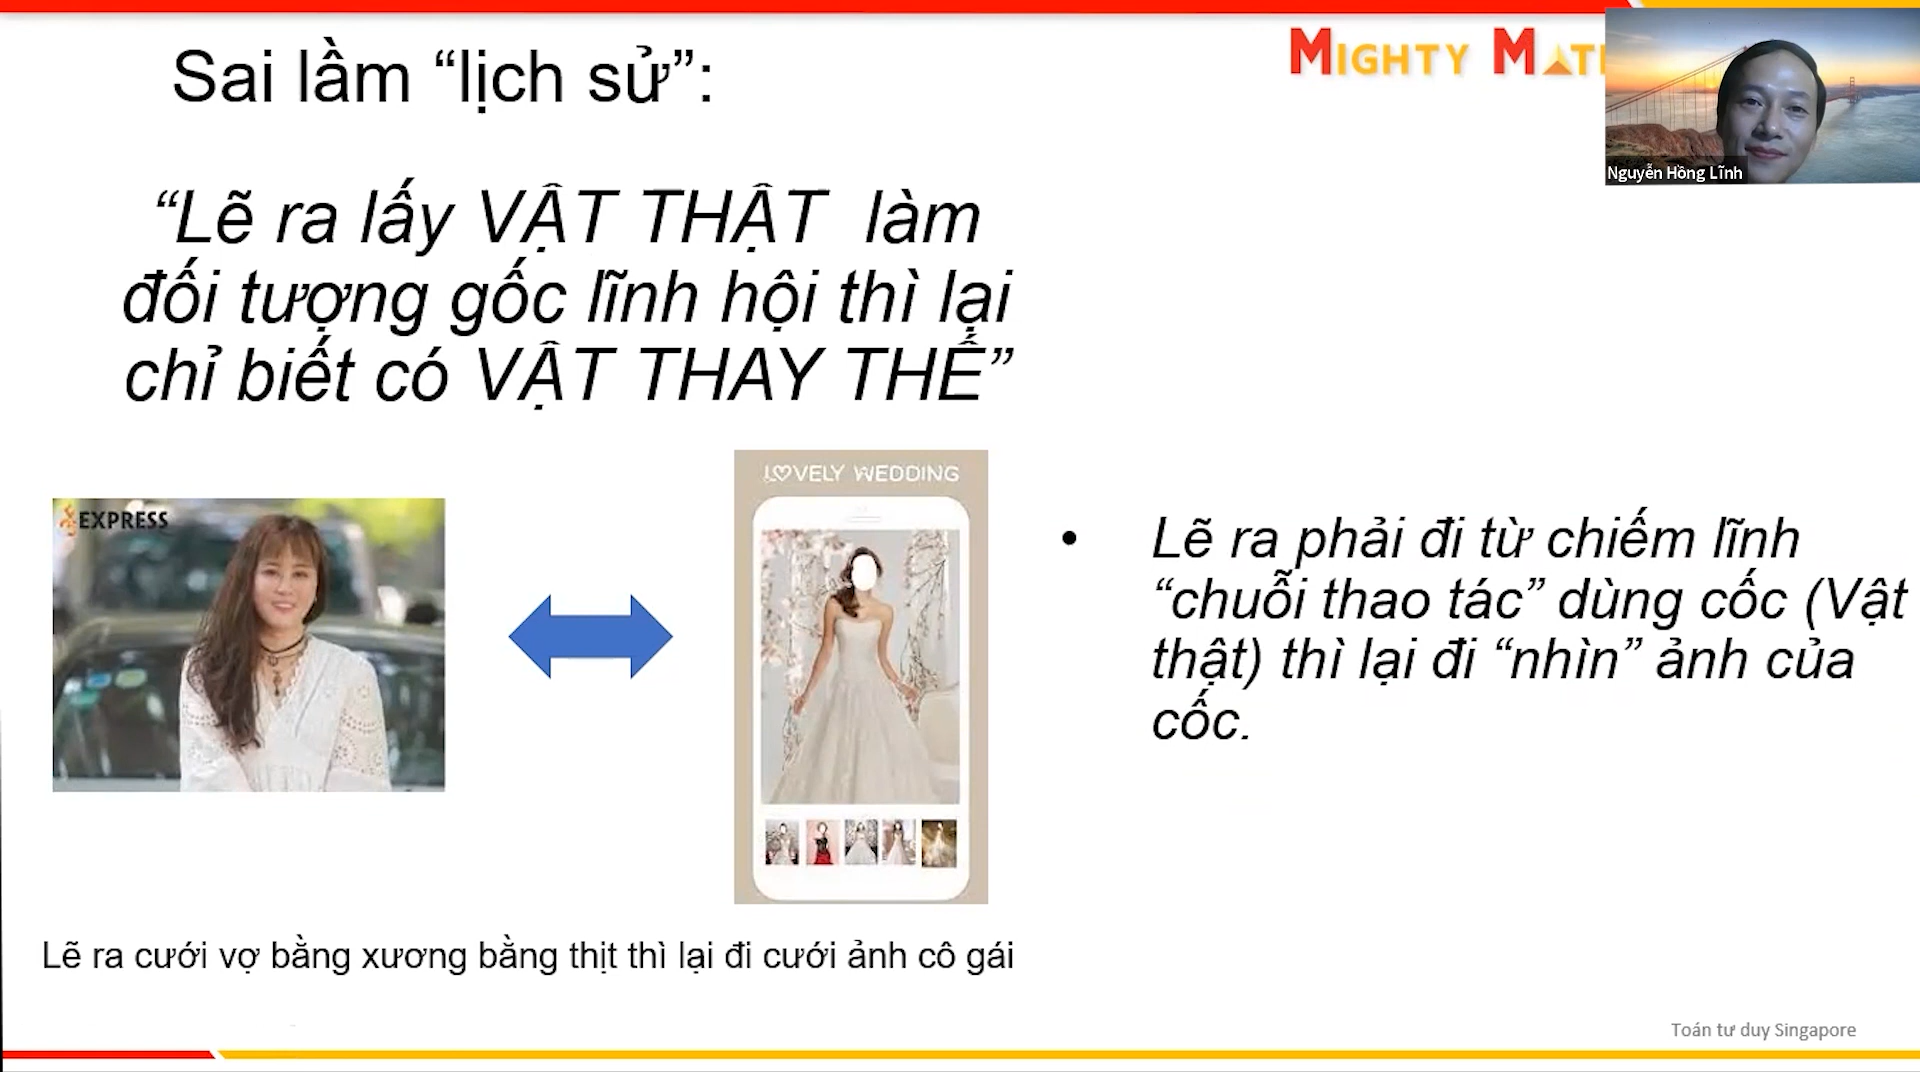 Sai lầm “lịch sử”:
MIGHTY
Nguyễn Hồng Lĩnh
“Lẽ ra lấy VẬT THẬT làm
đối tượng gốc lĩnh hội thì lại
chỉ biết có VẬT THAY THẾ”
EXPRESS
LOVELY WEDDING
• Lẽ ra phải đi từ chiếm lĩnh
“chuỗi thao tác” dùng cốc (Vật
thật) thì lại đi “nhìn” ảnh của
cốc.
Lẽ ra cưới vợ bằng xương bằng thịt thì lại đi cưới ảnh cô gái
Toán tư duy Singapore